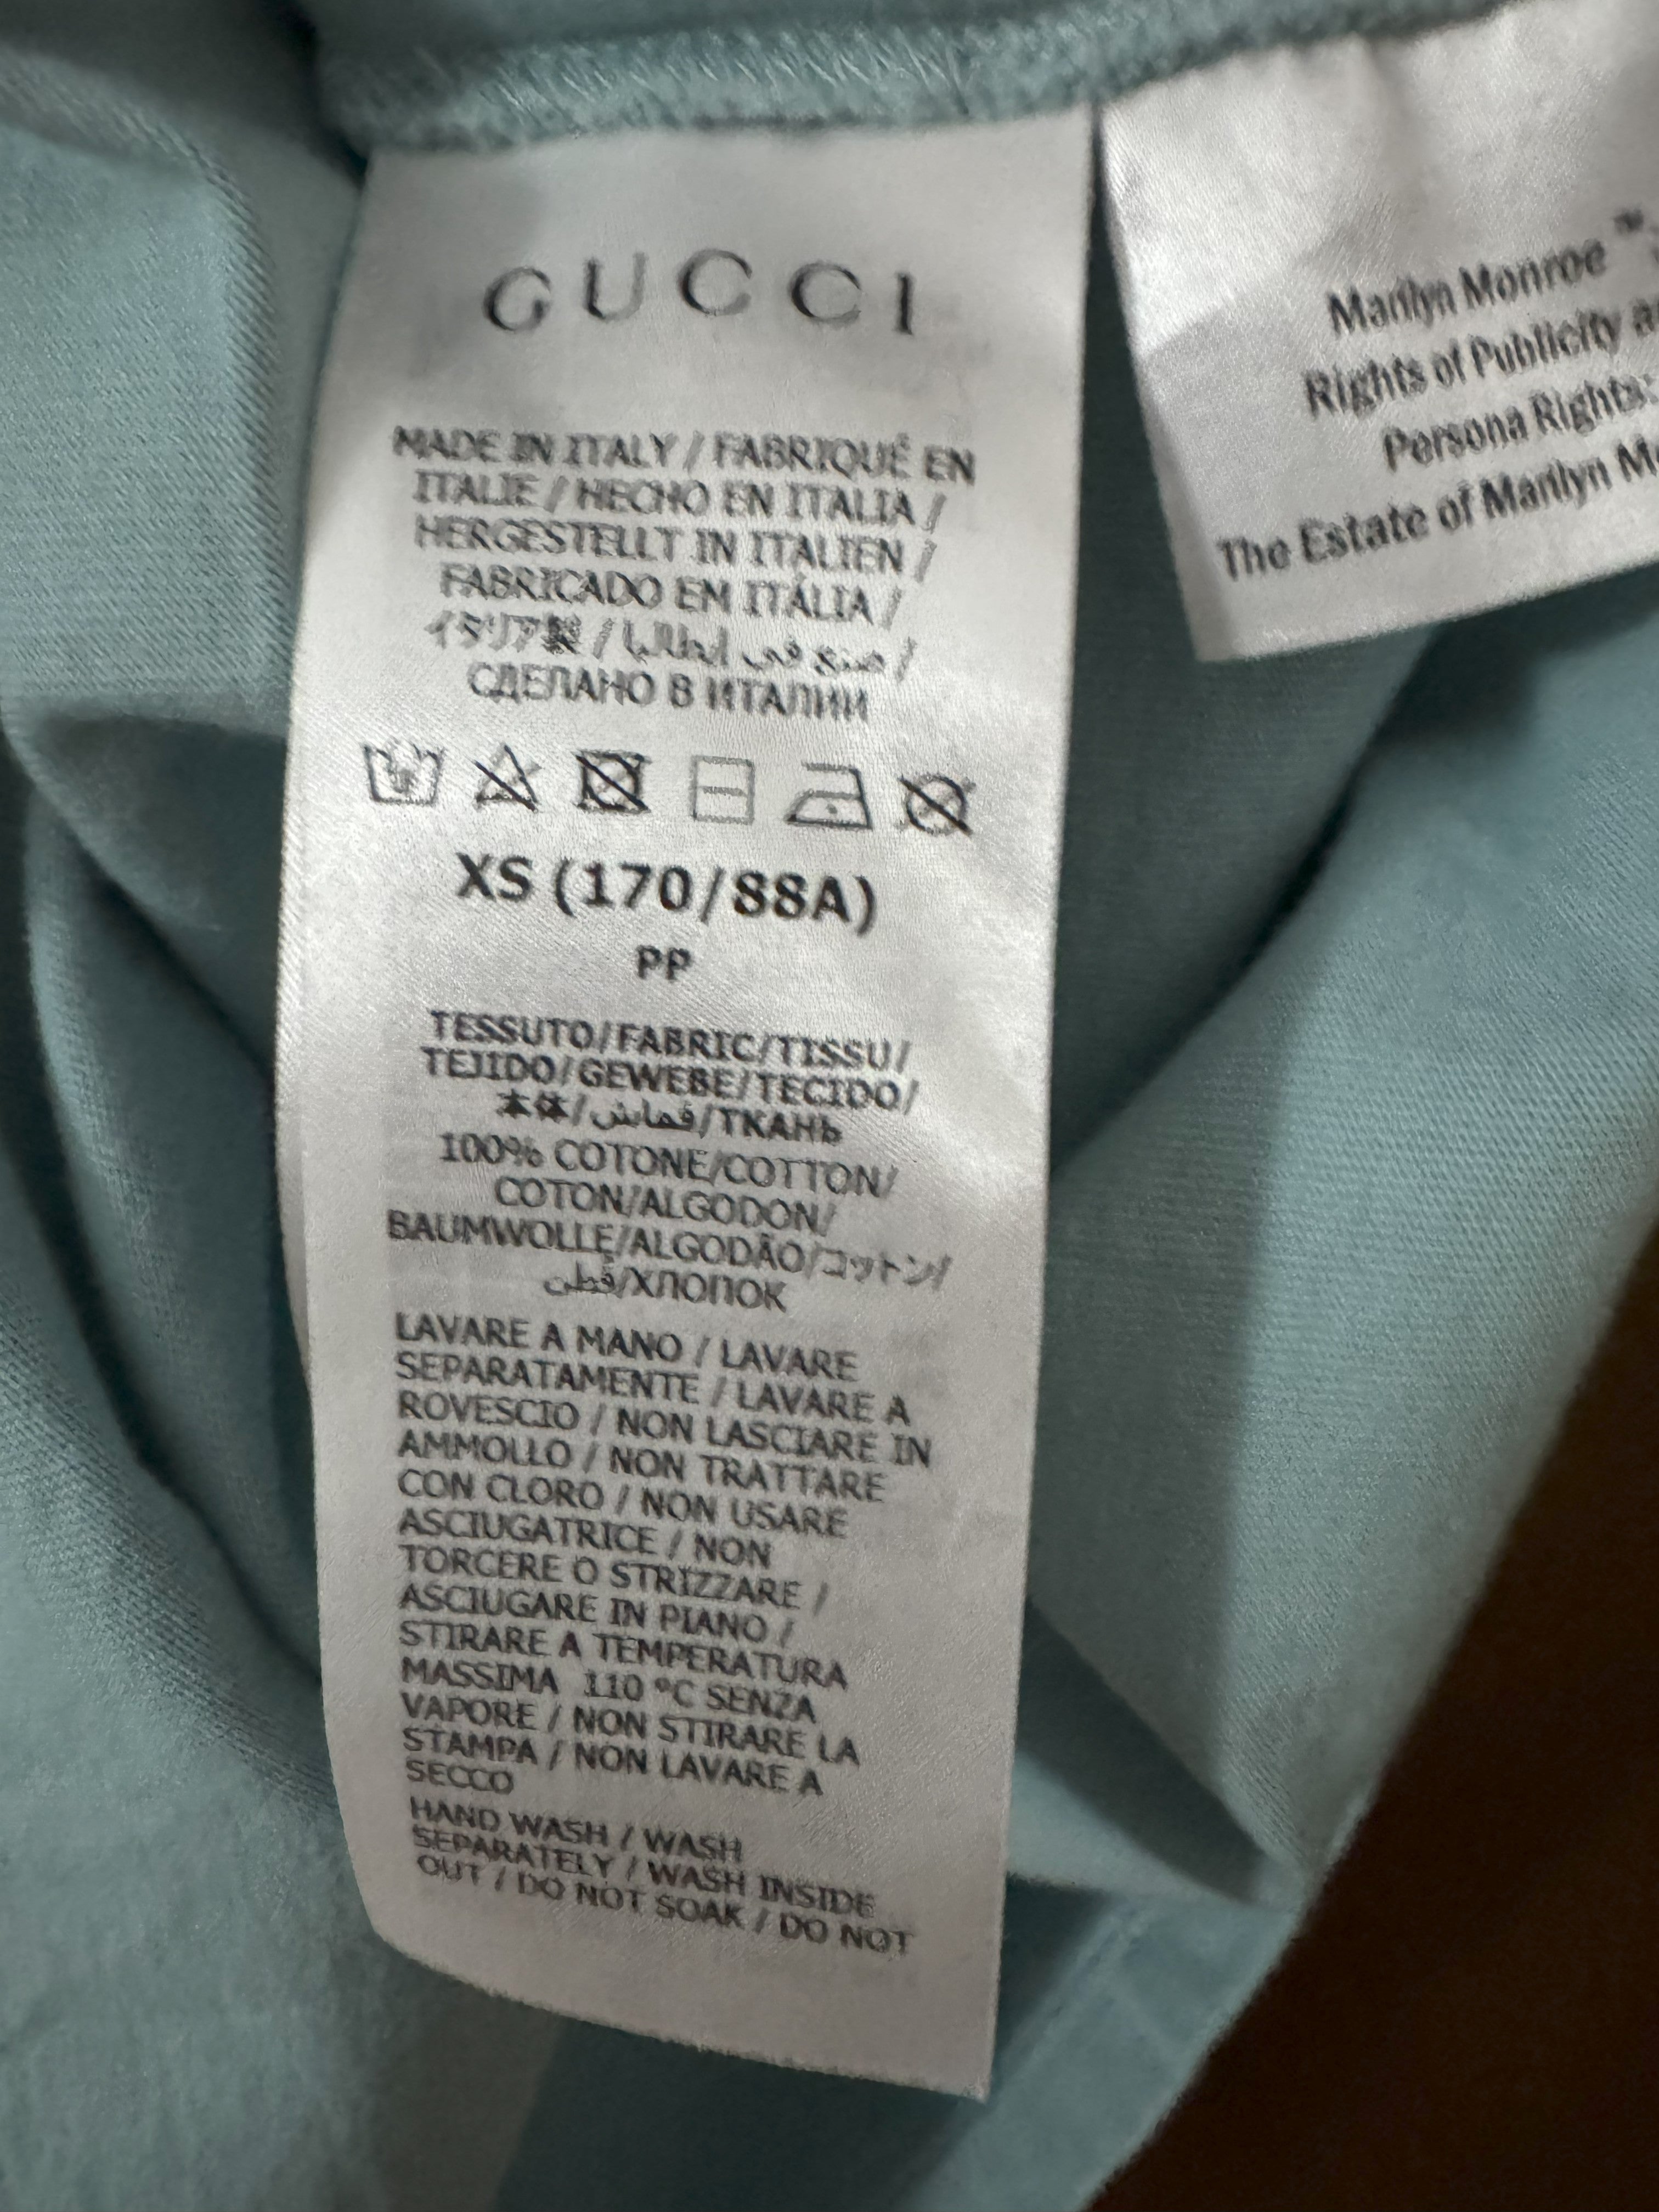 GUCCI
MADE IN ITALY / FABRIQUÉ EN
ITALIE / HECHO EN ITALIA /
HERGESTELLT IN ITALIEN /
FABRICADO EM ITÁLIA /
イタリア製 / صنع في إيطاليا /
СДЕЛАНО В ИТАЛИИ
XS (170/88A)
PP
TESSUTO/FABRIC/TISSU/
TEJIDO/GEWEBE/TECIDO/
本体/قماش/ТКАНЬ
100% COTONE/COTTON/
COTON/ALGODON/
BAUMWOLLE/ALGODÃO/コットン/
قطن/ХЛОПОК
LAVARE A MANO / LAVARE
SEPARATAMENTE / LAVARE A
ROVESCIO / NON LASCIARE IN
AMMOLLO / NON TRATTARE
CON CLORO / NON USARE
ASCIUGATRICE / NON
TORCERE O STRIZZARE /
ASCIUGARE IN PIANO /
STIRARE A TEMPERATURA
MASSIMA 110 °C SENZA
VAPORE / NON STIRARE LA
STAMPA / NON LAVARE A
SECCO
HAND WASH / WASH
SEPARATELY / WASH INSIDE
OUT / DO NOT SOAK / DO NOT
Marilyn Monroe ™
Rights of Publicity
Persona Rights:
The Estate of Marilyn